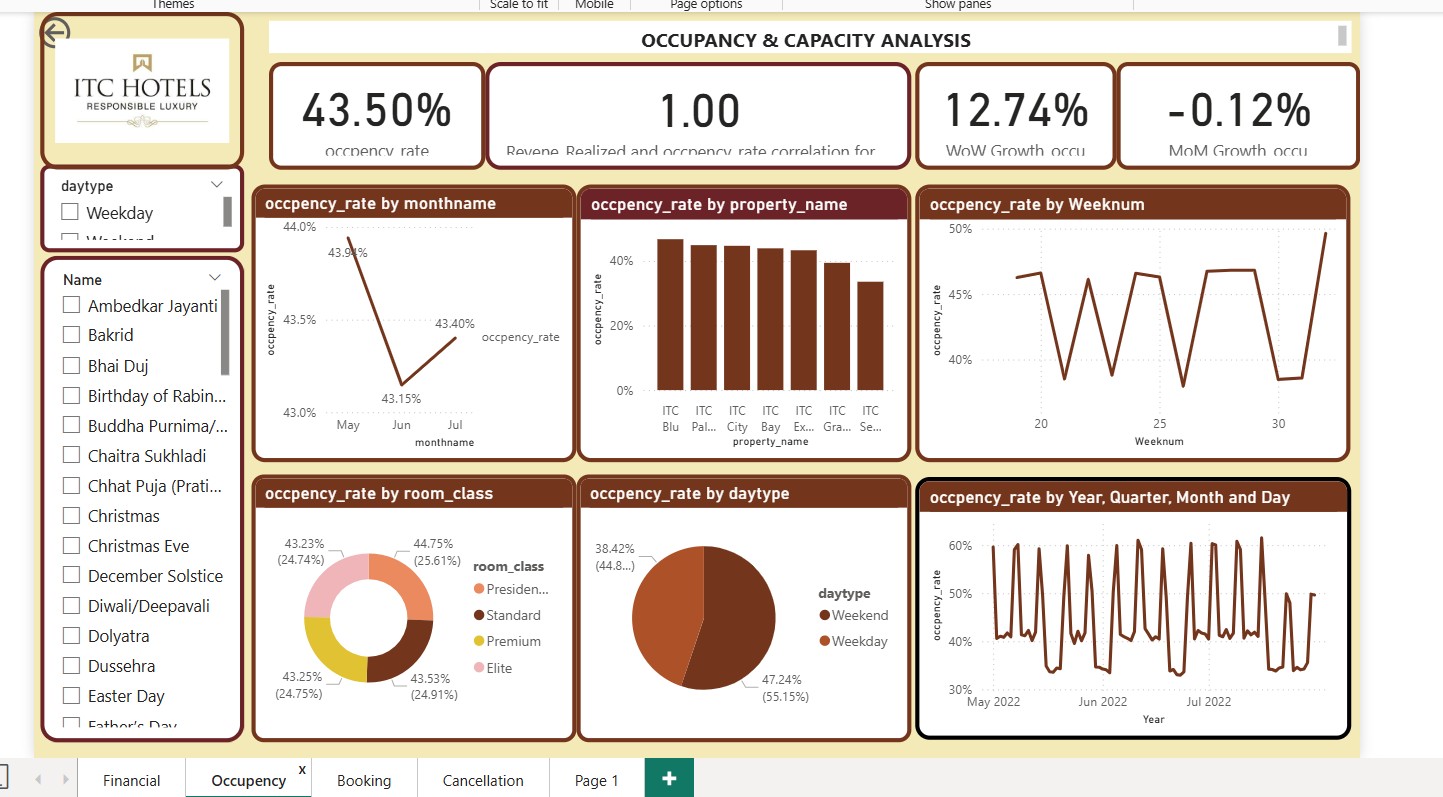 Themes
Scale to fit
Mobile
Page options
Show panes
ITC HOTELS
RESPONSIBLE LUXURY
OCCUPANCY & CAPACITY ANALYSIS
43.50%
occpency_rate
1.00
Revene_Realized and occpency_rate correlation for
12.74%
WoW Growth occu
-0.12%
MoM Growth occu
daytype
Weekday
Weekend
Name
Ambedkar Jayanti
Bakrid
Bhai Duj
Birthday of Rabin...
Buddha Purnima/...
Chaitra Sukhladi
Chhat Puja (Prati...
Christmas
Christmas Eve
December Solstice
Diwali/Deepavali
Dolyatra
Dussehra
Easter Day
Father's Day
occpency_rate by monthname
44.0%
43.5%
43.0%
43.94%
43.15%
43.40%
occpency_rate
occpency_rate
May
Jun
Jul
monthname
occpency_rate by property_name
40%
20%
0%
occpency_rate
ITC Blu
ITC Pal...
ITC City
ITC Bay
ITC Ex...
ITC Gra...
ITC Se...
property_name
occpency_rate by Weeknum
50%
45%
40%
occpency_rate
20
25
30
Weeknum
occpency_rate by room_class
43.23%
(24.74%)
44.75%
(25.61%)
43.25%
(24.75%)
43.53%
(24.91%)
room_class
Presiden...
Standard
Premium
Elite
occpency_rate by daytype
38.42%
(44.8...)
47.24%
(55.15%)
daytype
Weekend
Weekday
occpency_rate by Year, Quarter, Month and Day
60%
50%
40%
30%
occpency_rate
May 2022
Jun 2022
Jul 2022
Year
Financial
Occupency
x
Booking
Cancellation
Page 1
+